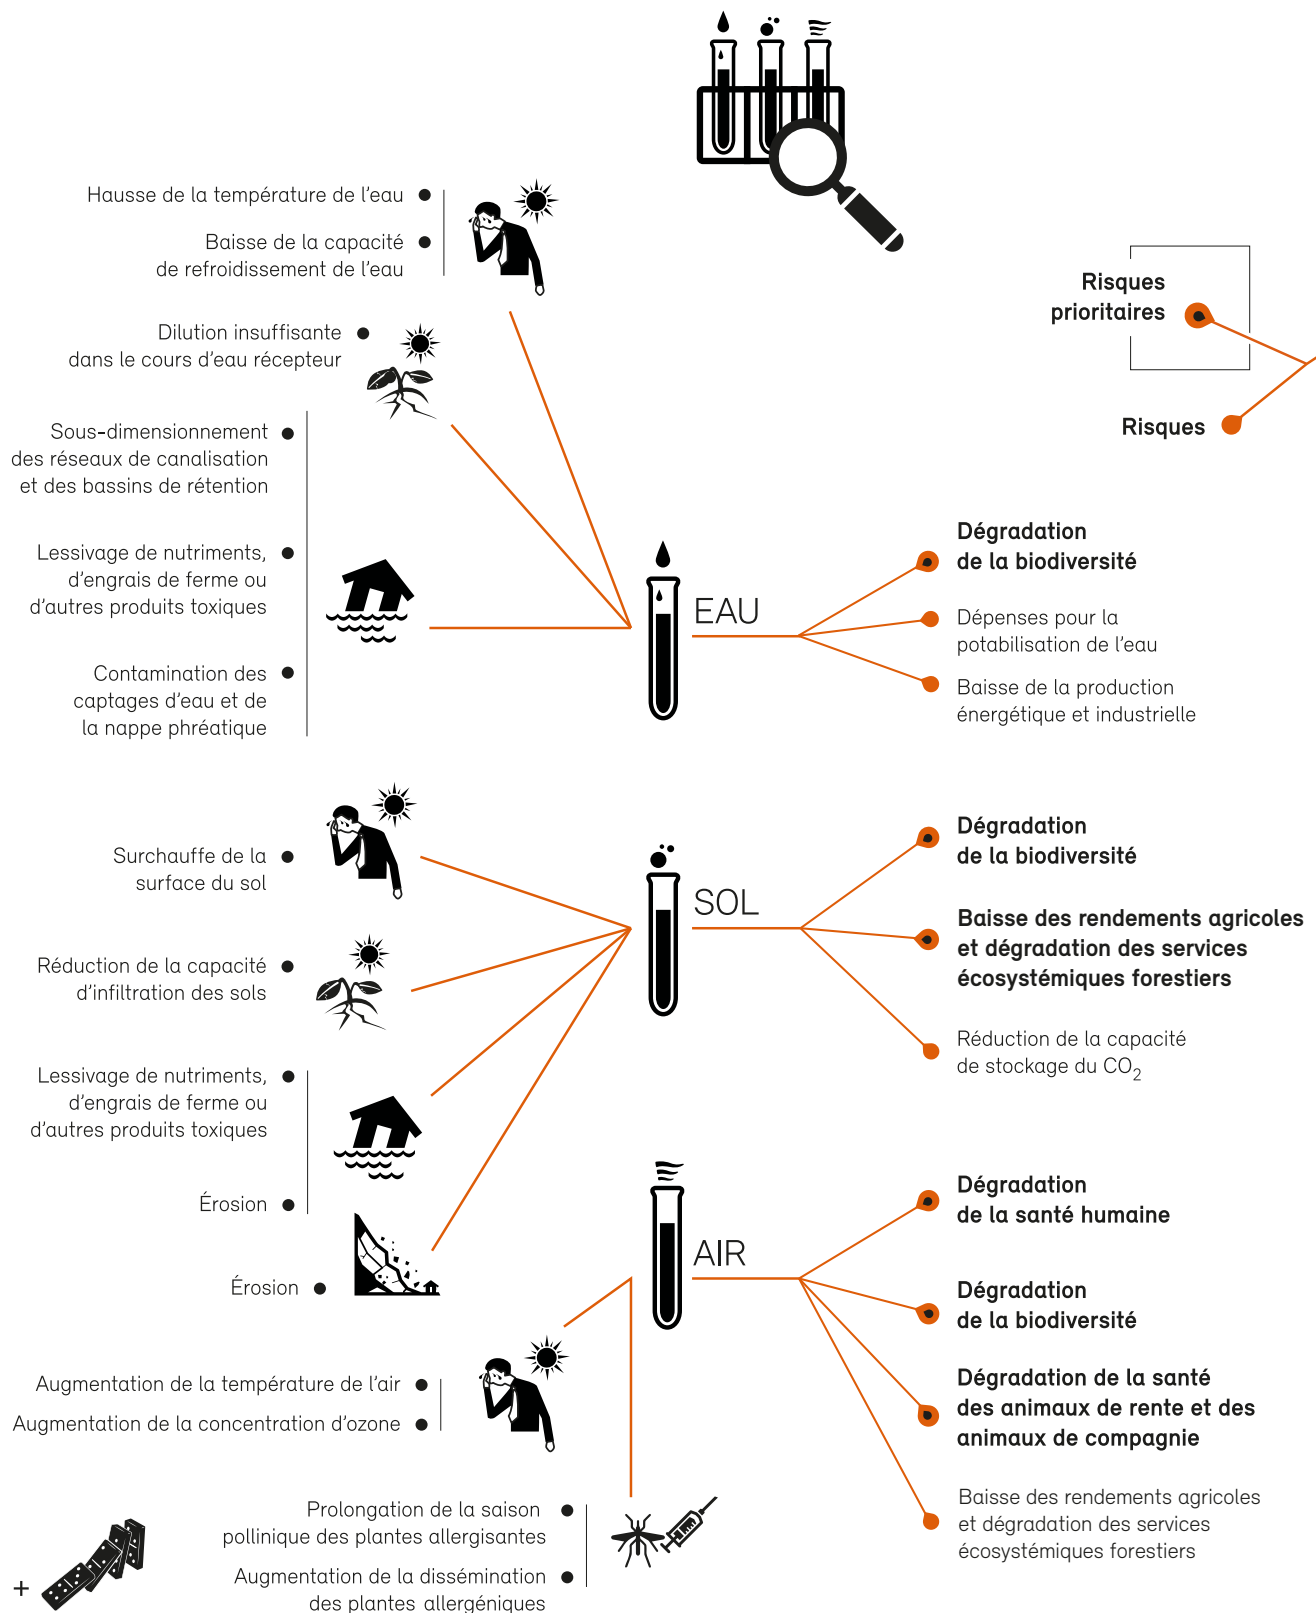 Hausse de la température de l'eau
Baisse de la capacité
de refroidissement de l'eau
Dilution insuffisante
dans le cours d'eau récepteur
Sous-dimensionnement
des réseaux de canalisation
et des bassins de rétention
Lessivage de nutriments,
d'engrais de ferme ou
d'autres produits toxiques
Contamination des
captages d'eau et de
la nappe phréatique
Risques
prioritaires
Risques
EAU
Dégradation
de la biodiversité
Dépenses pour la
potabilisation de l'eau
Baisse de la production
énergétique et industrielle
Surchauffe de la
surface du sol
Réduction de la capacité
d'infiltration des sols
Lessivage de nutriments,
d'engrais de ferme ou
d'autres produits toxiques
Érosion
Érosion
SOL
Dégradation
de la biodiversité
Baisse des rendements agricoles
et dégradation des services
écosystémiques forestiers
Réduction de la capacité
de stockage du CO₂
Augmentation de la température de l'air
Augmentation de la concentration d'ozone
Prolongation de la saison
pollinique des plantes allergisantes
Augmentation de la dissémination
des plantes allergéniques
+
AIR
Dégradation
de la santé humaine
Dégradation
de la biodiversité
Dégradation de la santé
des animaux de rente et des
animaux de compagnie
Baisse des rendements agricoles
et dégradation des services
écosystémiques forestiers